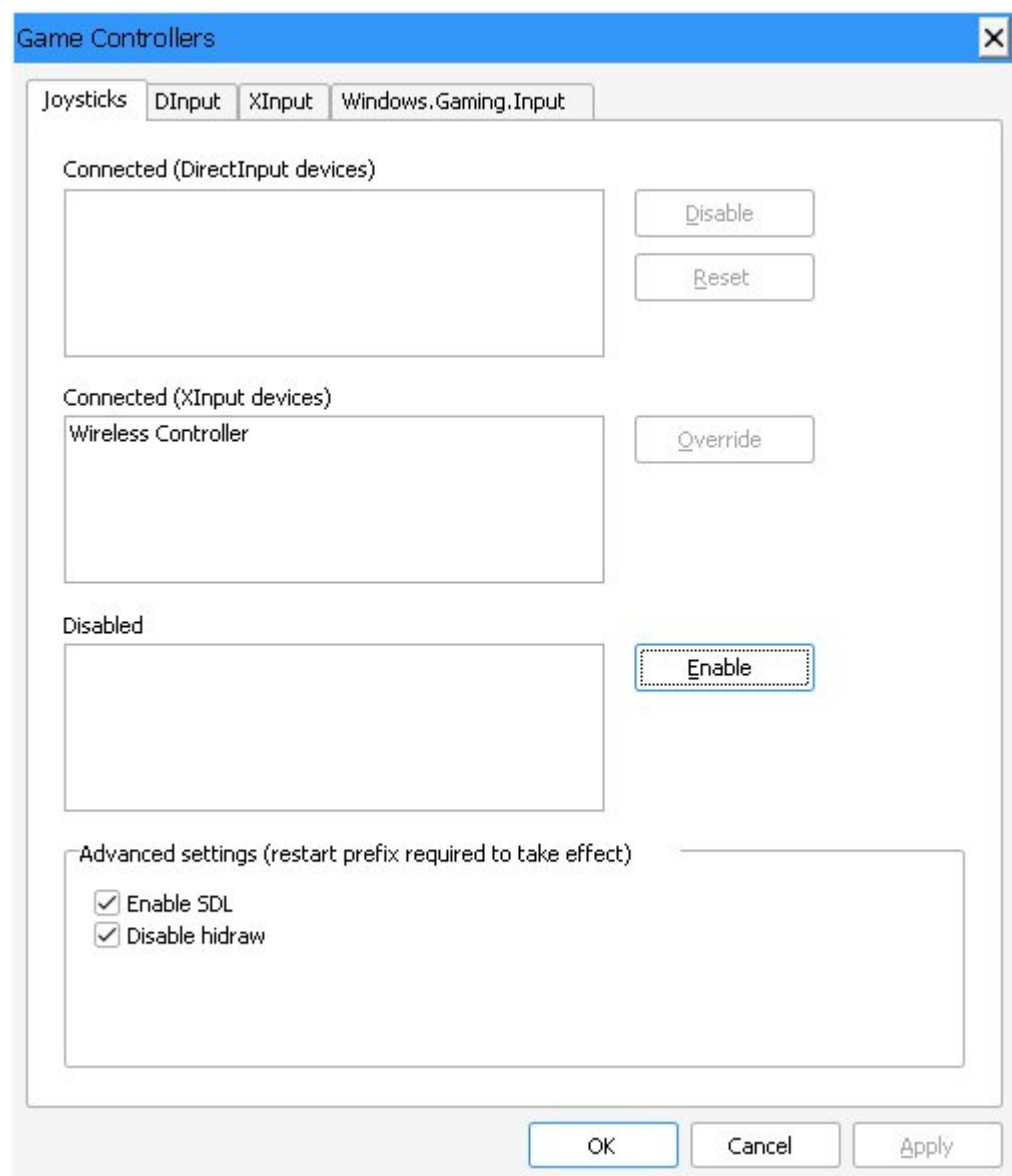 Game Controllers
Joysticks DInput XInput Windows.Gaming.Input
Connected (DirectInput devices)
Disable
Reset
Connected (XInput devices)
Wireless Controller
Override
Disabled
Enable
Advanced settings (restart prefix required to take effect)
Enable SDL
Disable hidraw
OK Cancel Apply